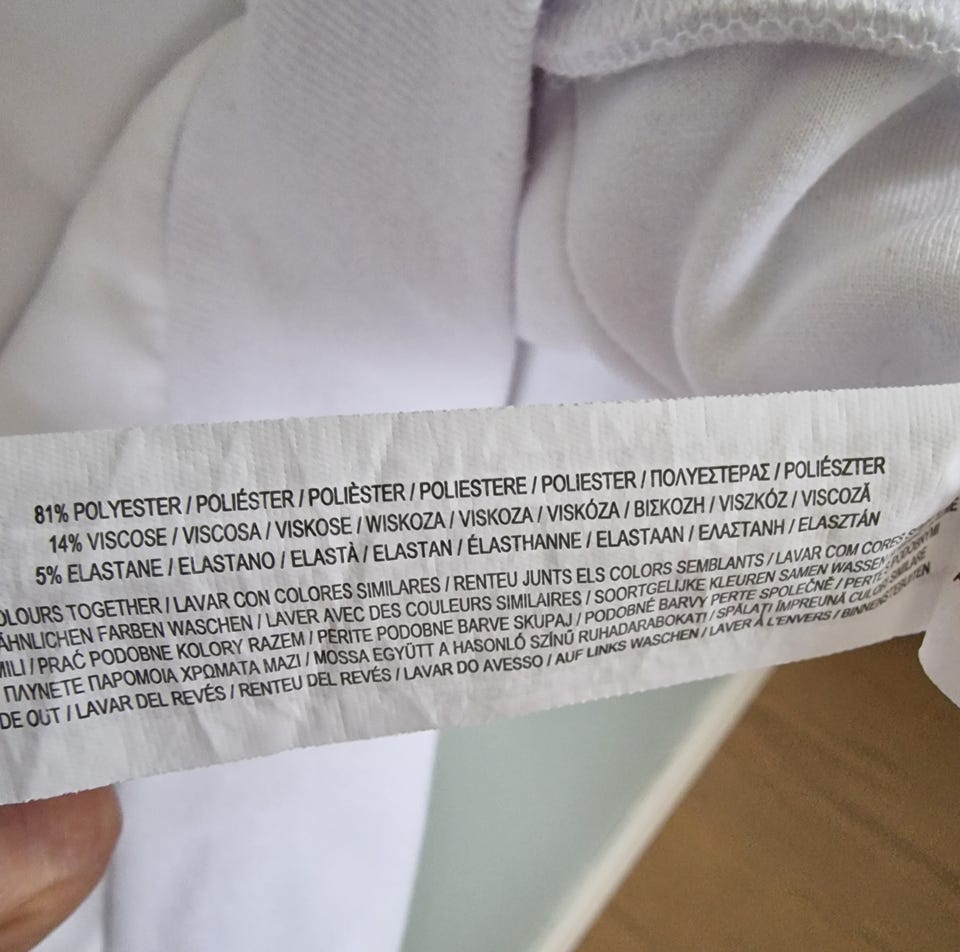 81% POLYESTER / POLIÉSTER / POLIÈSTER / POLIESTERE / POLIESTER / ΠΟΛΥΕΣΤΕΡΑΣ / POLIÉSZTER
14% VISCOSE / VISCOSA / VISKOSE / WISKOZA / VISKOZA / VISKÓZA / ΒΙΣΚΟΖΗ / VISZKÓZ / VISCOZĂ
5% ELASTANE / ELASTANO / ELASTÀ / ELASTAN / ÉLASTHANNE / ELASTAAN / ΕΛΑΣΤΑΝΗ / ELASZTÁN
OLOURS TOGETHER / LAVAR CON COLORES SIMILARES / RENTEU JUNTS ELS COLORS SEMBLANTS / LAVAR COM CORES
ÄHNLICHEN FARBEN WASCHEN / LAVER AVEC DES COULEURS SIMILAIRES / SOORTGELIJKE KLEUREN SAMEN WASSEN
MILI / PRAĆ PODOBNE KOLORY RAZEM / PERITE PODOBNE BARVE SKUPAJ / PODOBNÉ BARVY PERTE SPOLEČNĚ / PERTE
ΠΛΥΝΕΤΕ ΠΑΡΟΜΟΙΑ ΧΡΩΜΑΤΑ ΜΑΖΙ / MOSSA EGYÜTT A HASONLÓ SZÍNŰ RUHADARABOKAT / SPĂLAȚI ÎMPREUNĂ CULORI SIMILARE
DE OUT / LAVAR DEL REVÉS / RENTEU DEL REVÉS / LAVAR DO AVESSO / AUF LINKS WASCHEN / LAVER À L'ENVERS / BINNENSTEBUITEN